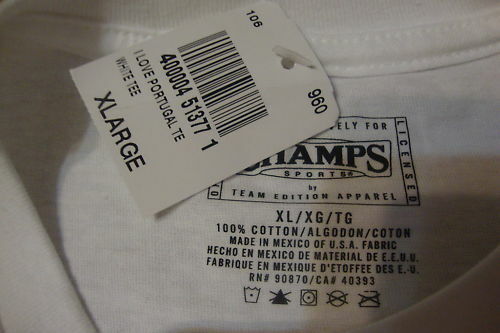 106
960
400004 51377 1
I LOVE PORTUGAL TE
WHITE TEE
XLARGE
ELY FOR
LICENSED
CHAMPS
SPORTS
by
TEAM EDITION APPAREL
XL/XG/TG
100% COTTON/ALGODON/COTON
MADE IN MEXICO OF U.S.A. FABRIC
HECHO EN MEXICO DE MATERIAL DE E.E.U.U.
FABRIQUE EN MEXIQUE D'ETOFFEE DES E.-U.
RN# 90870/CA# 40393